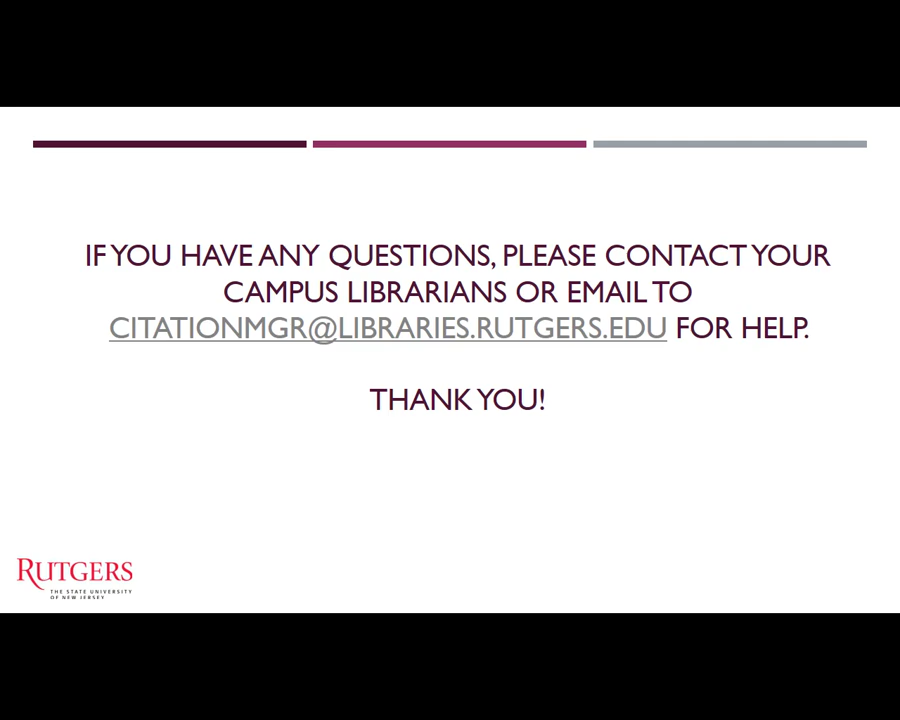 IF YOU HAVE ANY QUESTIONS, PLEASE CONTACT YOUR
CAMPUS LIBRARIANS OR EMAIL TO
CITATIONMGR@LIBRARIES.RUTGERS.EDU FOR HELP.
THANK YOU!
RUTGERS
THE STATE UNIVERSITY
OF NEW JERSEY